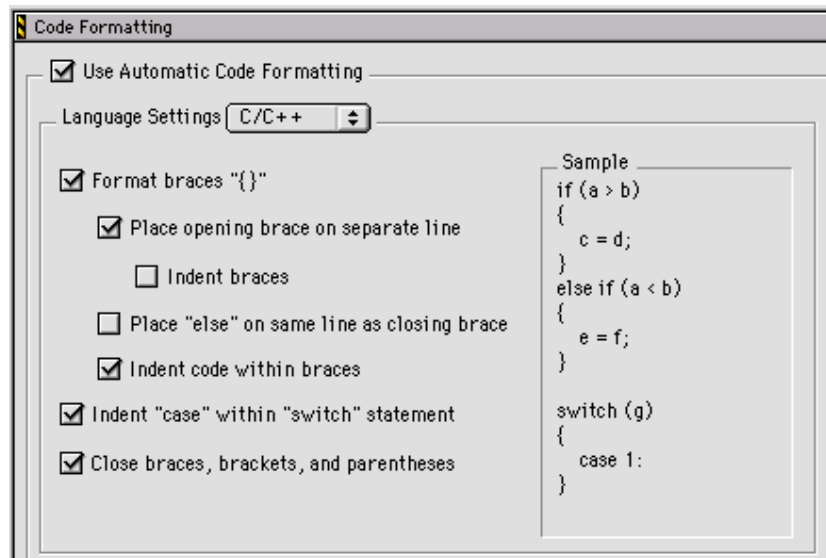 Code Formatting
Use Automatic Code Formatting
Language Settings C/C++
Format braces "{}"
Place opening brace on separate line
Indent braces
Place "else" on same line as closing brace
Indent code within braces
Indent "case" within "switch" statement
Close braces, brackets, and parentheses
Sample
if (a > b)
{
c = d;
}
else if (a < b)
{
e = f;
}
switch (g)
{
case 1:
}